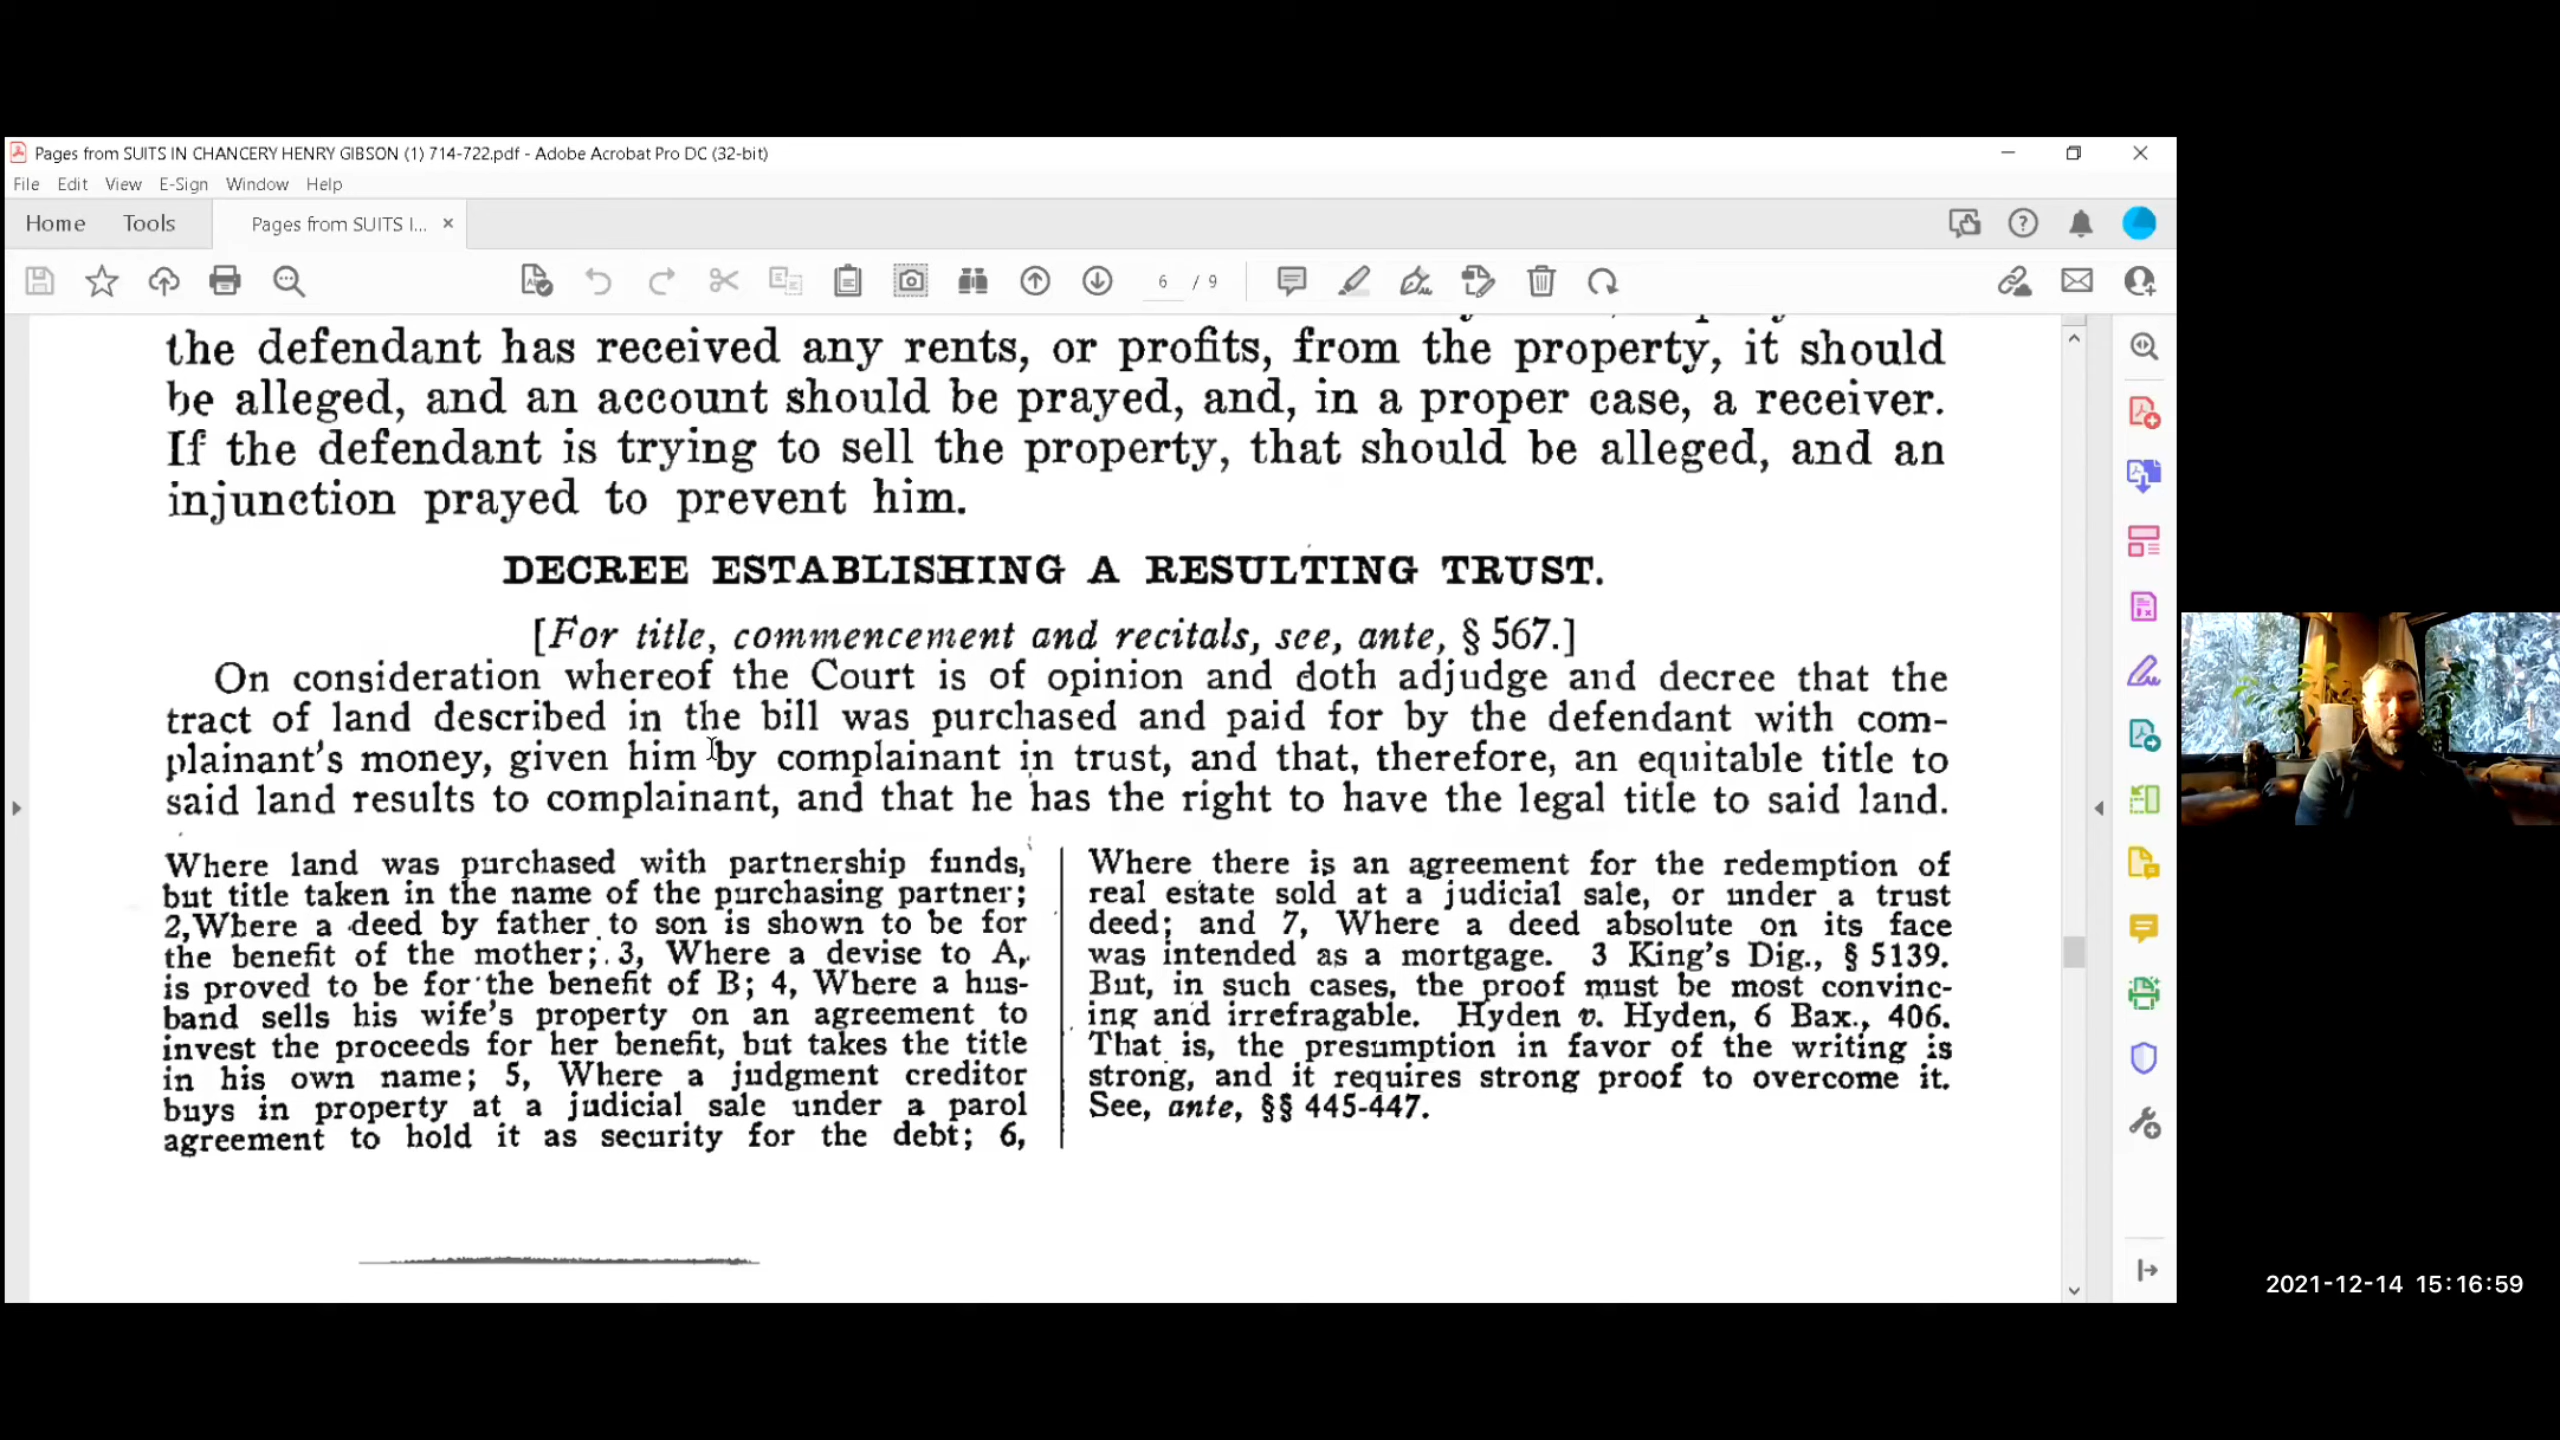 Pages from SUITS IN CHANCERY HENRY GIBSON (1) 714-722.pdf - Adobe Acrobat Pro DC (32-bit)
File Edit View E-Sign Window Help
Home Tools Pages from SUITS I... ×
6 / 9
the defendant has received any rents, or profits, from the property, it should
be alleged, and an account should be prayed, and, in a proper case, a receiver.
If the defendant is trying to sell the property, that should be alleged, and an
injunction prayed to prevent him.
DECREE ESTABLISHING A RESULTING TRUST.
[For title, commencement and recitals, see, ante, § 567.]
On consideration whereof the Court is of opinion and doth adjudge and decree that the
tract of land described in the bill was purchased and paid for by the defendant with com-
plainant's money, given him by complainant in trust, and that, therefore, an equitable title to
said land results to complainant, and that he has the right to have the legal title to said land.
Where land was purchased with partnership funds,
but title taken in the name of the purchasing partner;
2, Where a deed by father to son is shown to be for
the benefit of the mother; 3, Where a devise to A,
is proved to be for the benefit of B; 4, Where a hus-
band sells his wife's property on an agreement to
invest the proceeds for her benefit, but takes the title
in his own name; 5, Where a judgment creditor
buys in property at a judicial sale under a parol
agreement to hold it as security for the debt; 6,
Where there is an agreement for the redemption of
real estate sold at a judicial sale, or under a trust
deed; and 7, Where a deed absolute on its face
was intended as a mortgage. 3 King's Dig., § 5139.
But, in such cases, the proof must be most convinc-
ing and irrefragable. Hyden v. Hyden, 6 Bax., 406.
That is, the presumption in favor of the writing is
strong, and it requires strong proof to overcome it.
See, ante, §§ 445-447.
2021-12-14 15:16:59